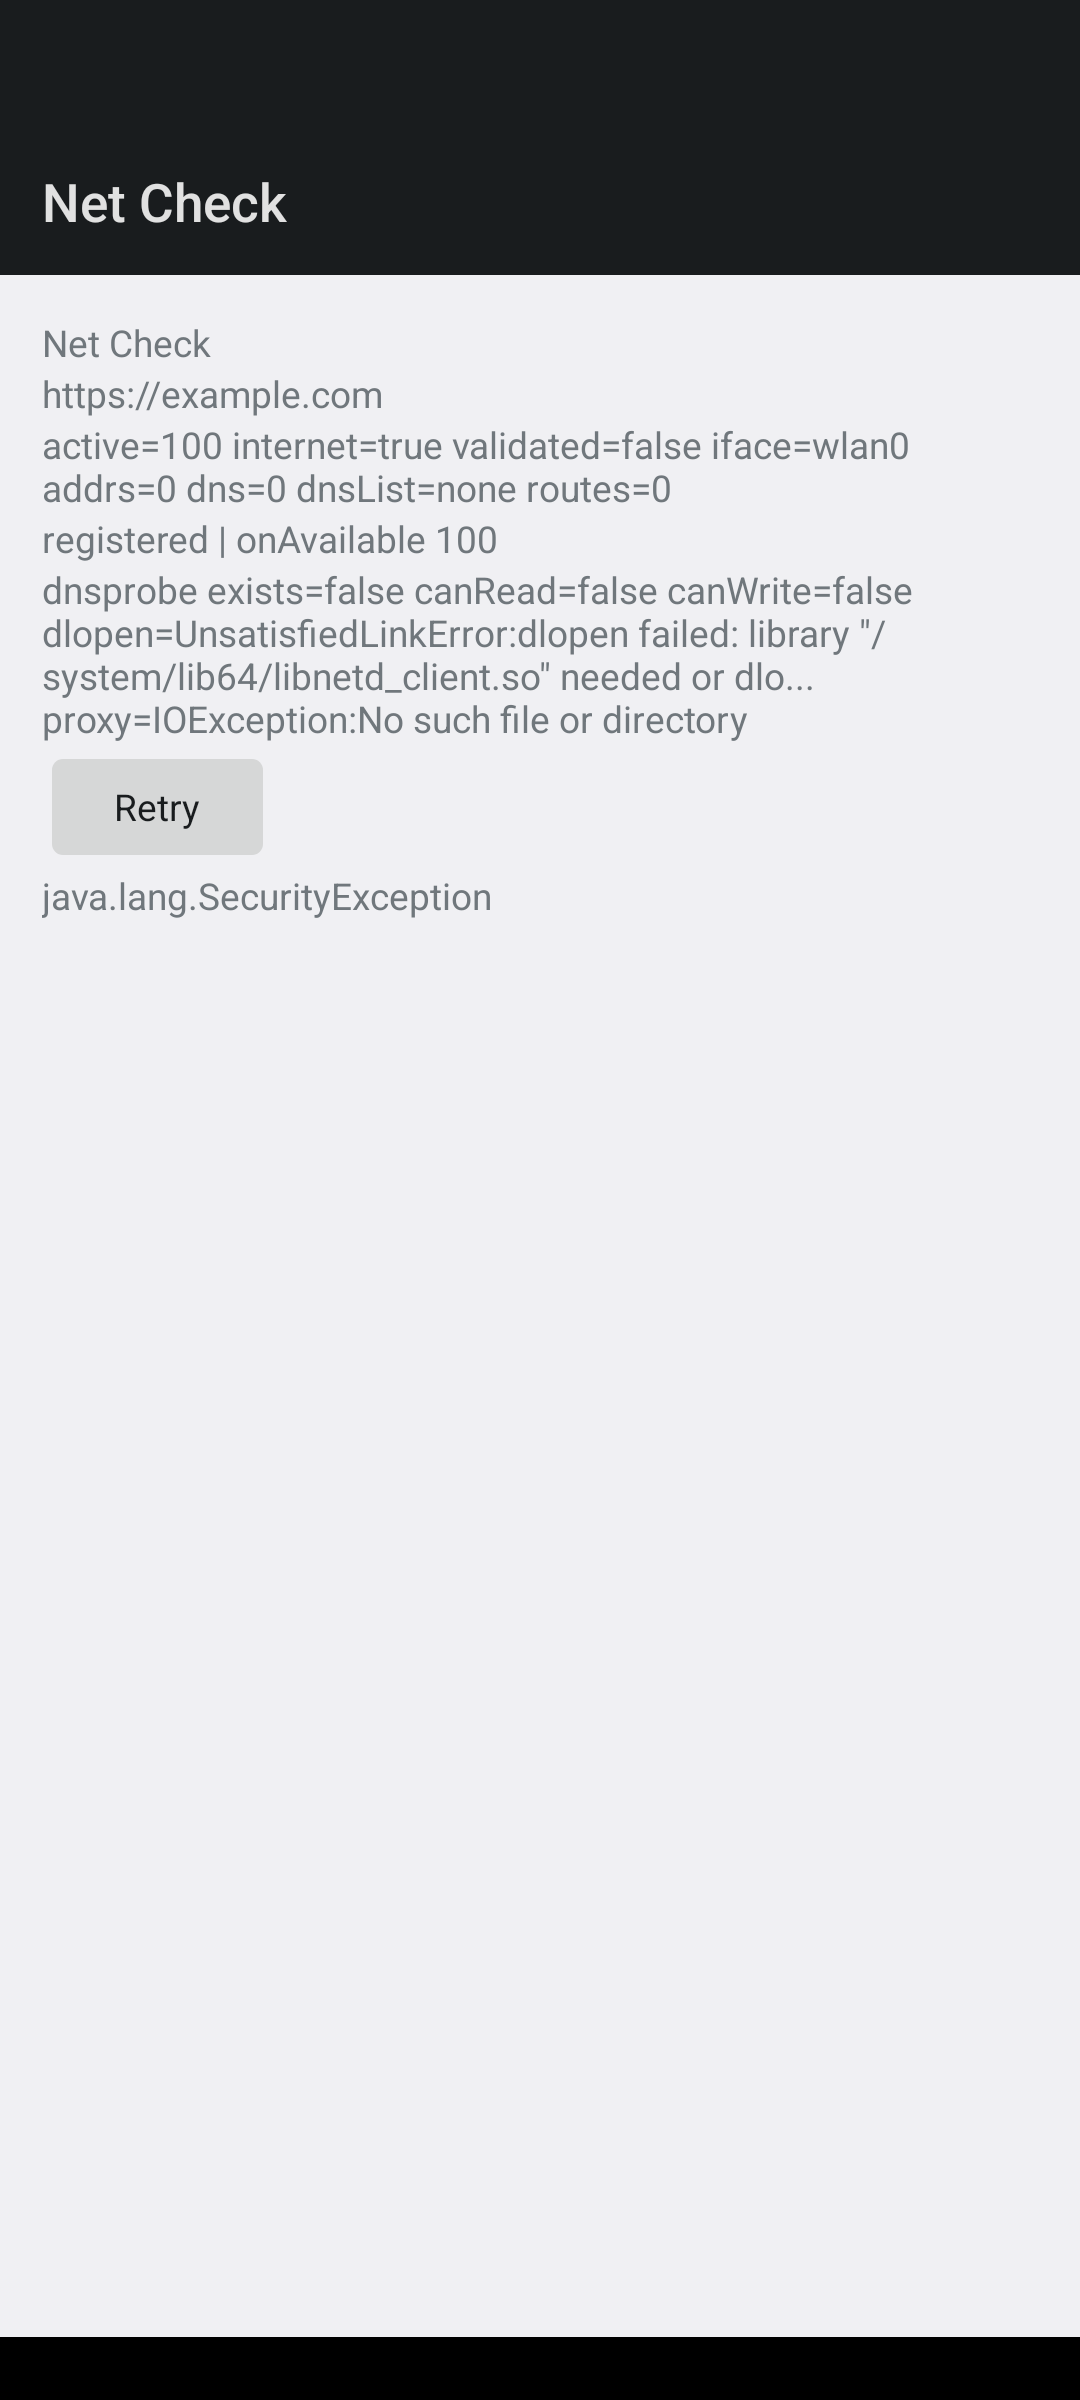 Net Check
Net Check
https://example.com
active=100 internet=true validated=false iface=wlan0
addrs=0 dns=0 dnsList=none routes=0
registered | onAvailable 100
dnsprobe exists=false canRead=false canWrite=false
dlopen=UnsatisfiedLinkError:dlopen failed: library "/
system/lib64/libnetd_client.so" needed or dlo...
proxy=IOException:No such file or directory
Retry
java.lang.SecurityException